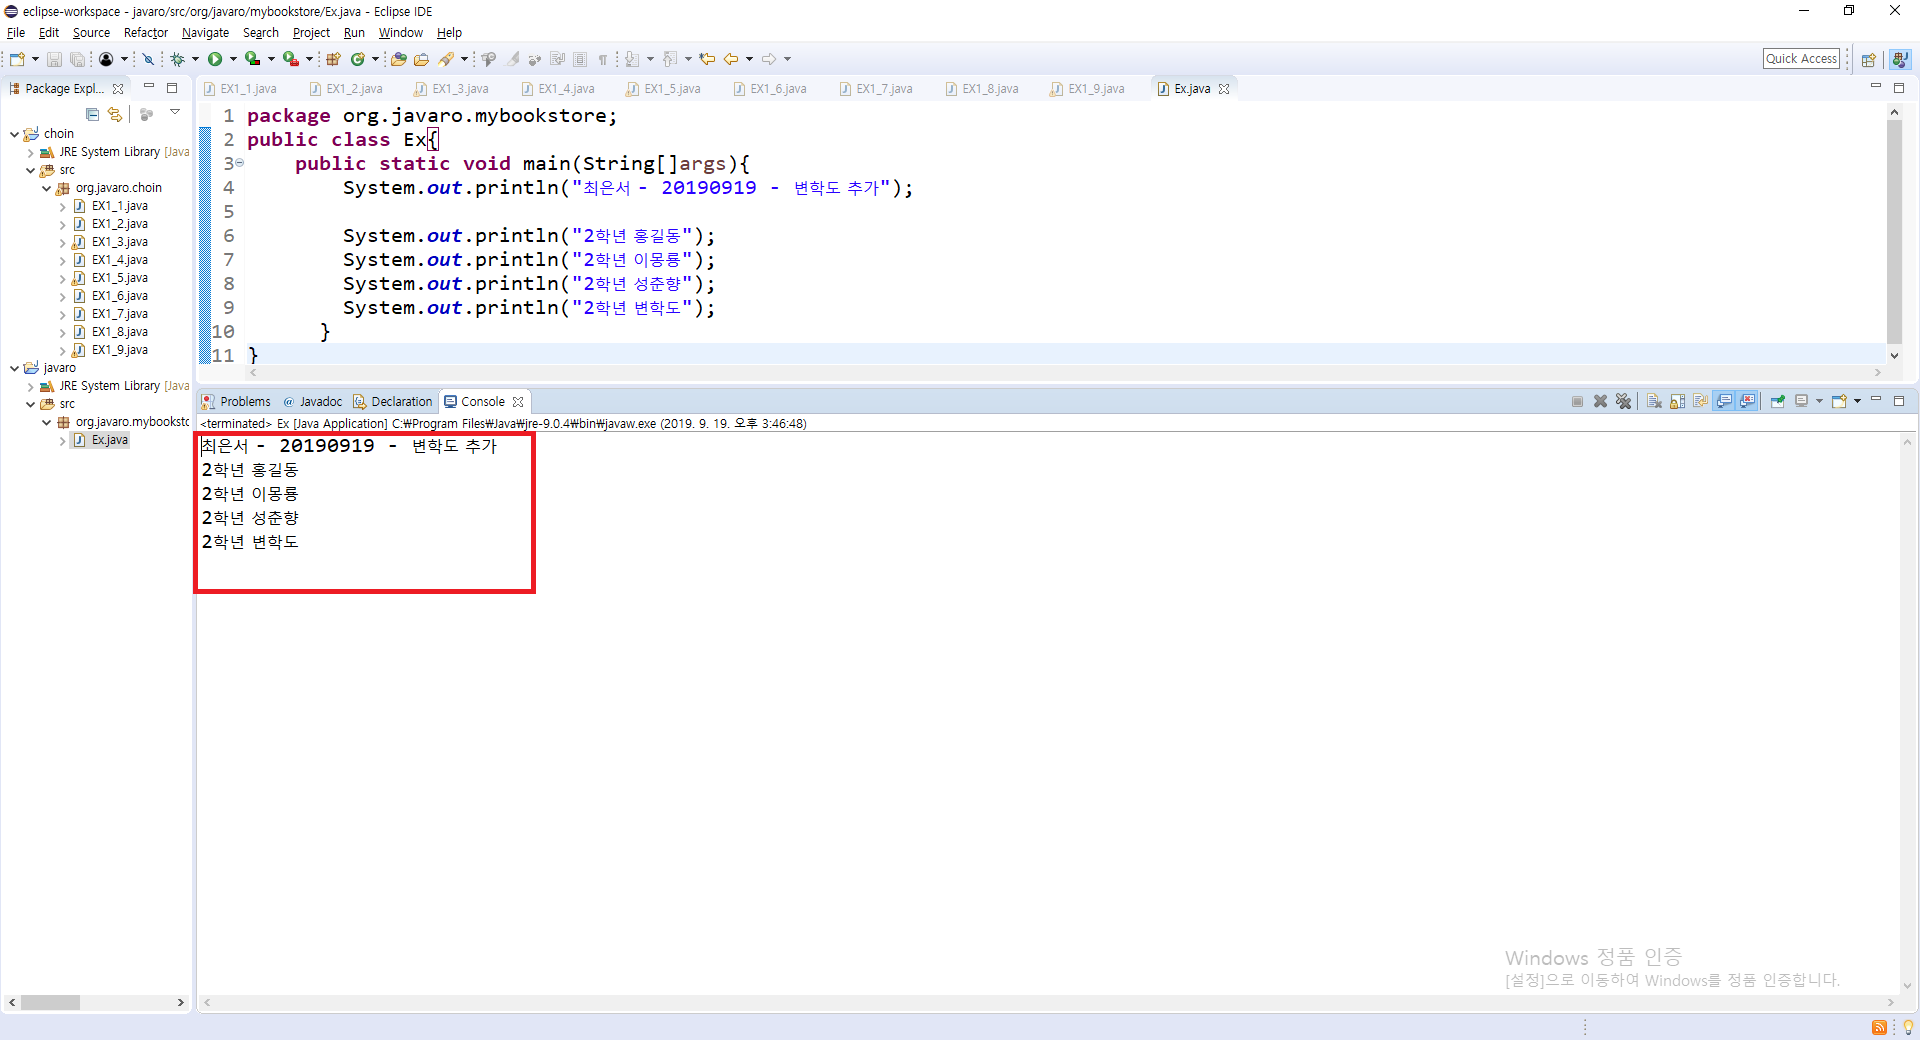 eclipse-workspace - javaro/src/org/javaro/mybookstore/Ex.java - Eclipse IDE
File Edit Source Refactor Navigate Search Project Run Window Help
Quick Access
Package Expl...
choin
JRE System Library [Java
src
org.javaro.choin
EX1_1.java
EX1_2.java
EX1_3.java
EX1_4.java
EX1_5.java
EX1_6.java
EX1_7.java
EX1_8.java
EX1_9.java
javaro
JRE System Library [Java
src
org.javaro.mybookstc
Ex.java
EX1_1.java EX1_2.java EX1_3.java EX1_4.java EX1_5.java EX1_6.java EX1_7.java EX1_8.java EX1_9.java Ex.java
1 package org.javaro.mybookstore;
2 public class Ex{
3 public static void main(String[]args){
4 System.out.println("최은서 - 20190919 - 변학도 추가");
5
6 System.out.println("2학년 홍길동");
7 System.out.println("2학년 이몽룡");
8 System.out.println("2학년 성춘향");
9 System.out.println("2학년 변학도");
10 }
11 }
Problems @ Javadoc Declaration Console
<terminated> Ex [Java Application] C:₩Program Files₩Java₩jre-9.0.4₩bin₩javaw.exe (2019. 9. 19. 오후 3:46:48)
최은서 - 20190919 - 변학도 추가
2학년 홍길동
2학년 이몽룡
2학년 성춘향
2학년 변학도
Windows 정품 인증
[설정]으로 이동하여 Windows를 정품 인증합니다.